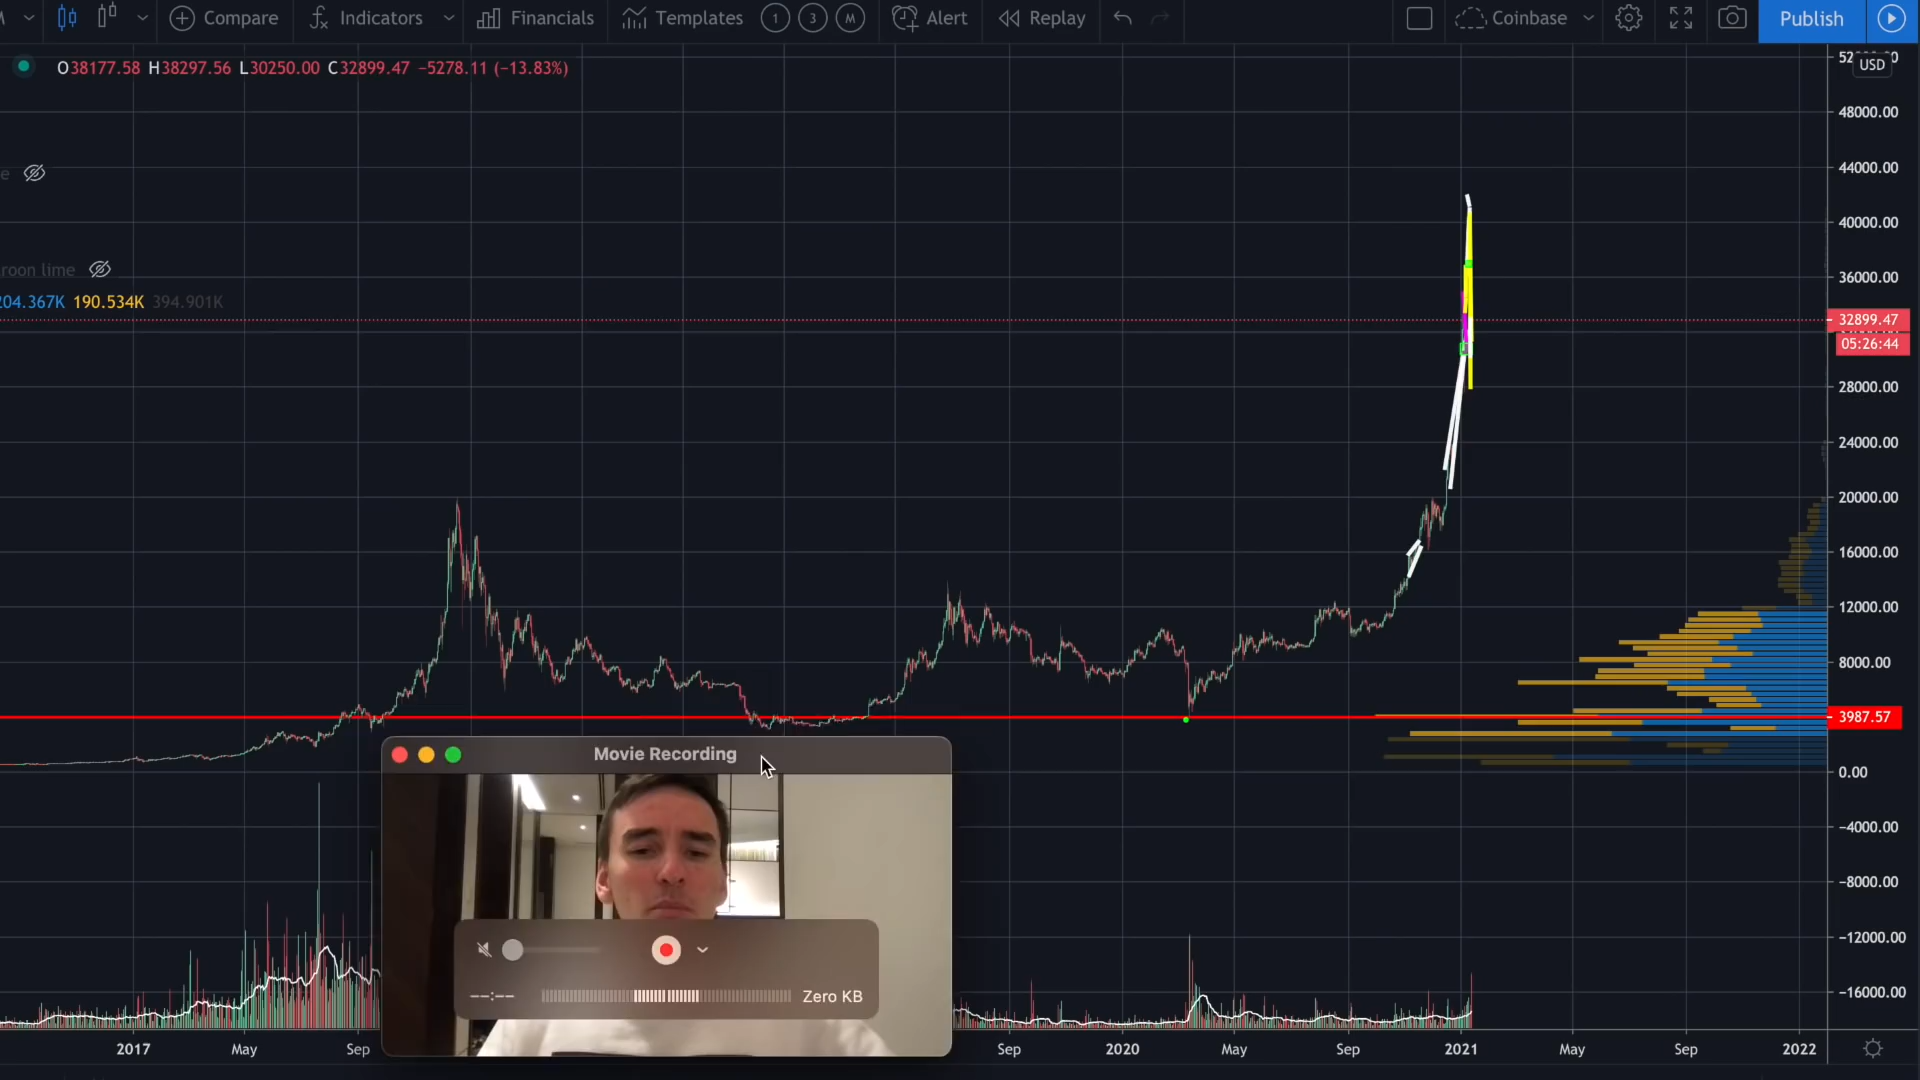 Compare Indicators Financials Templates 1 3 M Alert Replay Coinbase Publish
O38177.58 H38297.56 L30250.00 C32899.47 −5278.11 (−13.83%)
USD
48000.00
44000.00
40000.00
36000.00
32899.47
05:26:44
28000.00
24000.00
20000.00
16000.00
12000.00
8000.00
3987.57
0.00
−4000.00
−8000.00
−12000.00
−16000.00
e
roon lime
204.367K 190.534K 394.901K
Movie Recording
--:-- Zero KB
2017 May Sep Sep 2020 May Sep 2021 May Sep 2022